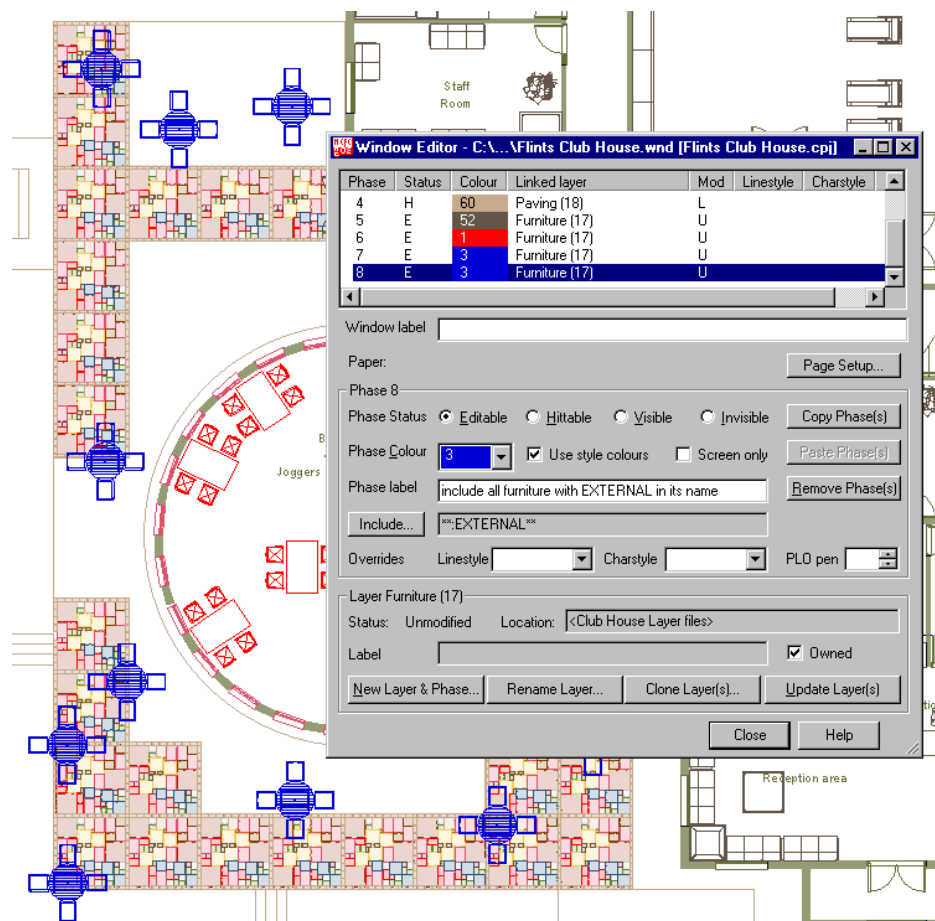 Staff
Room
Window Editor - C:\...\Flints Club House.wnd [Flints Club House.cpj]
Phase Status Colour Linked layer Mod Linestyle Charstyle
4 H 60 Paving (18) L
5 E 52 Furniture (17) U
6 E 1 Furniture (17) U
7 E 3 Furniture (17) U
8 E 3 Furniture (17) U
Window label
Paper:
Page Setup...
Phase 8
Phase Status Editable Hittable Visible Invisible Copy Phase(s)
Phase Colour 3 Use style colours Screen only Paste Phase(s)
Phase label include all furniture with EXTERNAL in its name Remove Phase(s)
Include... **:EXTERNAL**
Overrides Linestyle Charstyle PLO pen
Layer Furniture (17)
Status: Unmodified Location: <Club House Layer files>
Label Owned
New Layer & Phase... Rename Layer... Clone Layer(s)... Update Layer(s)
Close Help
Joggers
Reception area